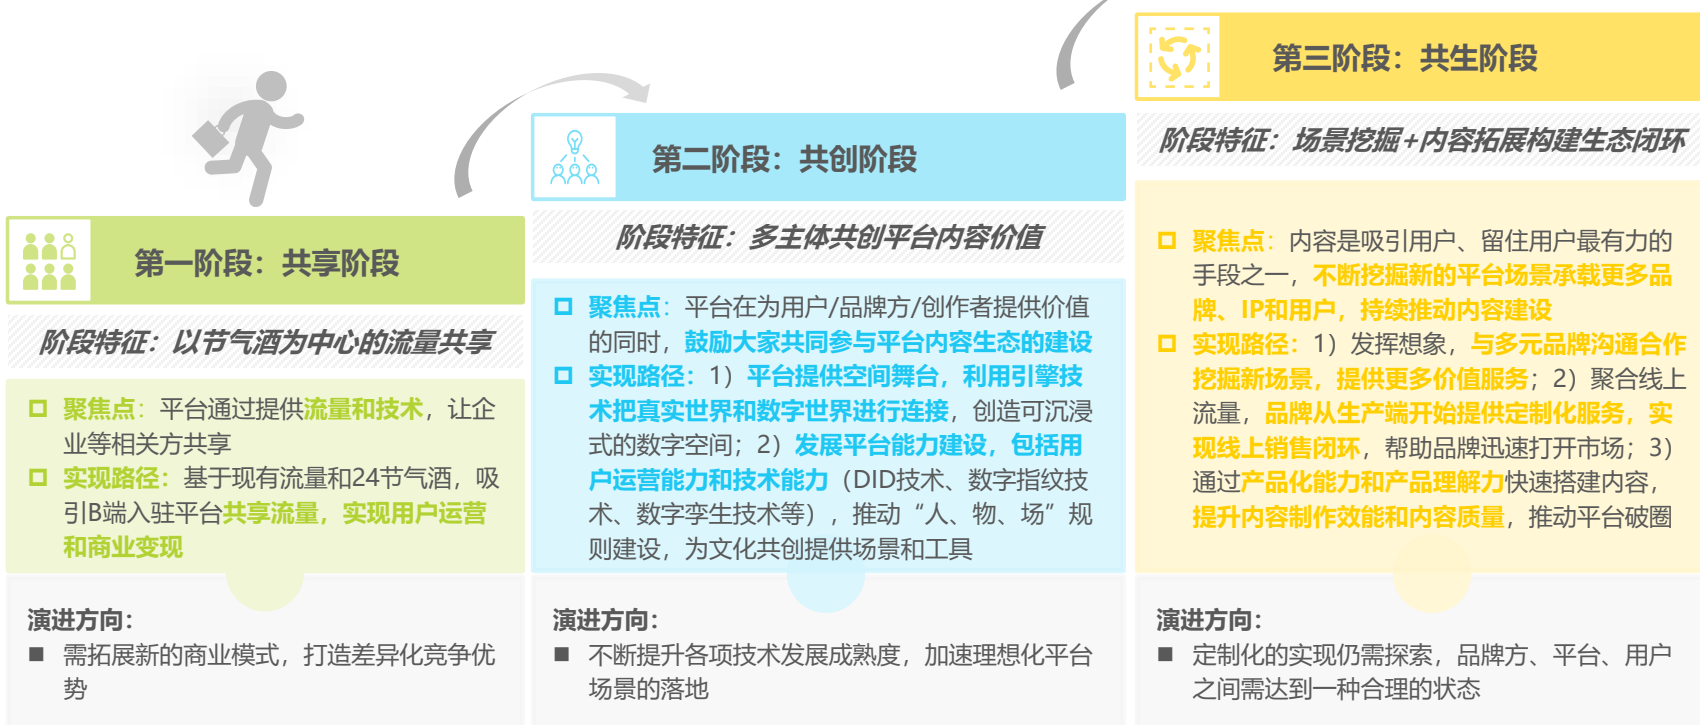 第一阶段：共享阶段
阶段特征：以节气酒为中心的流量共享
聚焦点：平台通过提供流量和技术，让企
业等相关方共享
实现路径：基于现有流量和24节气酒，吸
引B端入驻平台共享流量，实现用户运营
和商业变现
演进方向：
需拓展新的商业模式，打造差异化竞争优
势
第二阶段：共创阶段
阶段特征：多主体共创平台内容价值
聚焦点：平台在为用户/品牌方/创作者提供价值
的同时，鼓励大家共同参与平台内容生态的建设
实现路径：1）平台提供空间舞台，利用引擎技
术把真实世界和数字世界进行连接，创造可沉浸
式的数字空间；2）发展平台能力建设，包括用
户运营能力和技术能力（DID技术、数字指纹技
术、数字孪生技术等），推动“人、物、场”规
则建设，为文化共创提供场景和工具
演进方向：
不断提升各项技术发展成熟度，加速理想化平台
场景的落地
第三阶段：共生阶段
阶段特征：场景挖掘+内容拓展构建生态闭环
聚焦点：内容是吸引用户、留住用户最有力的
手段之一，不断挖掘新的平台场景承载更多品
牌、IP和用户，持续推动内容建设
实现路径：1）发挥想象，与多元品牌沟通合作
挖掘新场景，提供更多价值服务；2）聚合线上
流量，品牌从生产端开始提供定制化服务，实
现线上销售闭环，帮助品牌迅速打开市场；3）
通过产品化能力和产品理解力快速搭建内容，
提升内容制作效能和内容质量，推动平台破圈
演进方向：
定制化的实现仍需探索，品牌方、平台、用户
之间需达到一种合理的状态